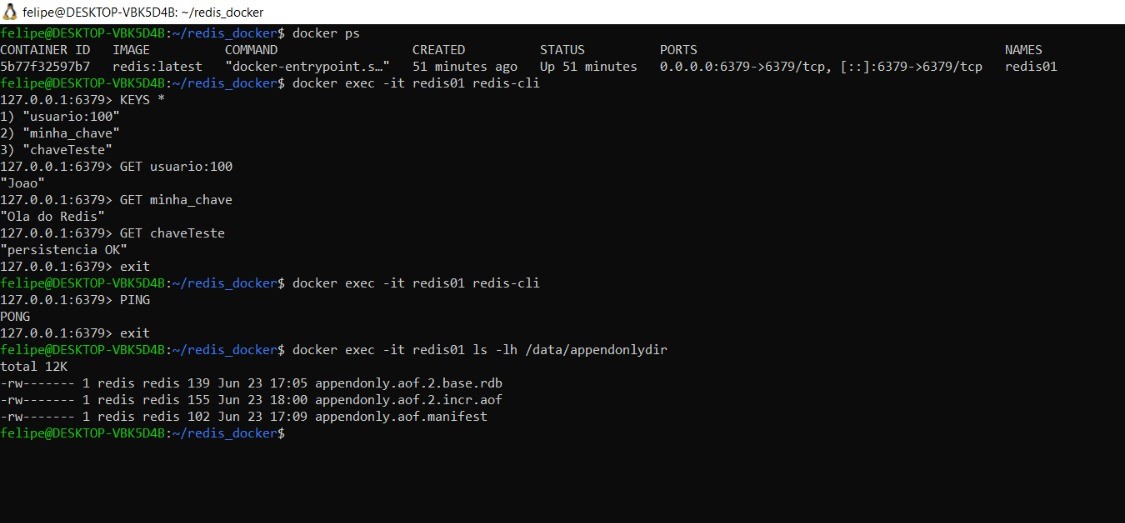 felipe@DESKTOP-VBK5D4B: ~/redis_docker
felipe@DESKTOP-VBK5D4B:~/redis_docker$ docker ps
CONTAINER ID   IMAGE          COMMAND                  CREATED          STATUS          PORTS                                         NAMES
5b77f32597b7   redis:latest   "docker-entrypoint.s…"   51 minutes ago   Up 51 minutes   0.0.0.0:6379->6379/tcp, [::]:6379->6379/tcp   redis01
felipe@DESKTOP-VBK5D4B:~/redis_docker$ docker exec -it redis01 redis-cli
127.0.0.1:6379> KEYS *
1) "usuario:100"
2) "minha_chave"
3) "chaveTeste"
127.0.0.1:6379> GET usuario:100
"Joao"
127.0.0.1:6379> GET minha_chave
"Ola do Redis"
127.0.0.1:6379> GET chaveTeste
"persistencia OK"
127.0.0.1:6379> exit
felipe@DESKTOP-VBK5D4B:~/redis_docker$ docker exec -it redis01 redis-cli
127.0.0.1:6379> PING
PONG
127.0.0.1:6379> exit
felipe@DESKTOP-VBK5D4B:~/redis_docker$ docker exec -it redis01 ls -lh /data/appendonlydir
total 12K
-rw------- 1 redis redis 139 Jun 23 17:05 appendonly.aof.2.base.rdb
-rw------- 1 redis redis 155 Jun 23 18:00 appendonly.aof.2.incr.aof
-rw------- 1 redis redis 102 Jun 23 17:09 appendonly.aof.manifest
felipe@DESKTOP-VBK5D4B:~/redis_docker$